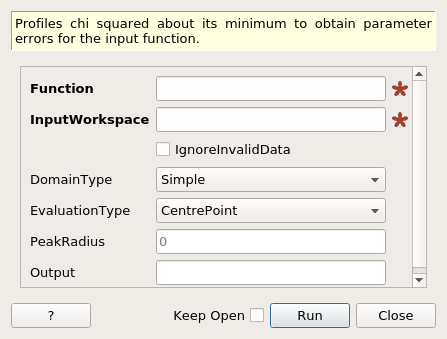 Profiles chi squared about its minimum to obtain parameter
errors for the input function.
Function
InputWorkspace
IgnoreInvalidData
DomainType Simple
EvaluationType CentrePoint
PeakRadius 0
Output
? Keep Open Run Close